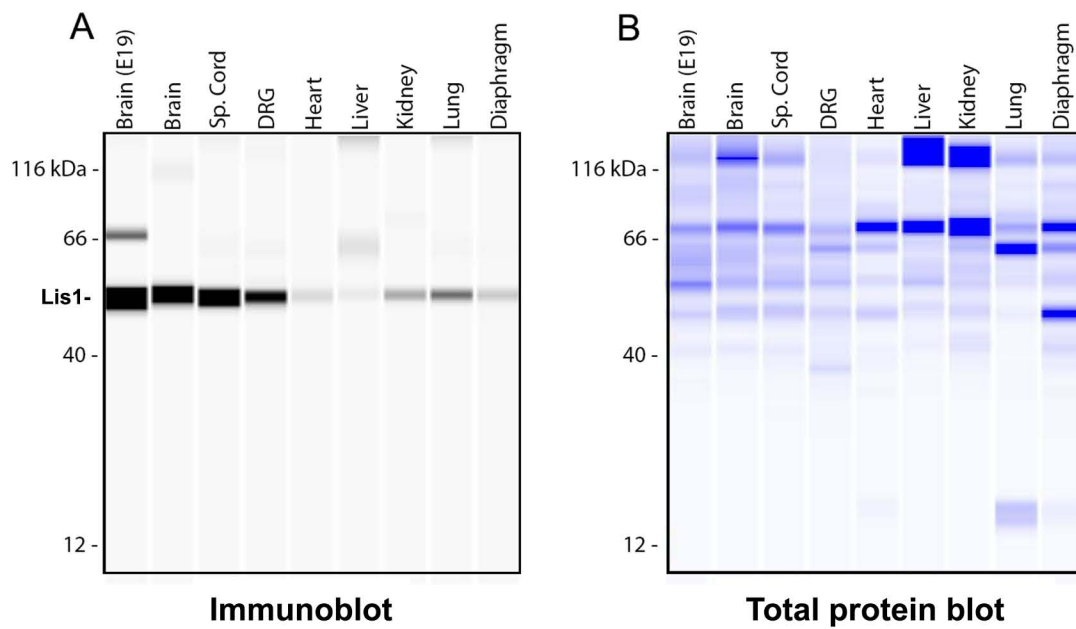 A
Brain (E19)
Brain
Sp. Cord
DRG
Heart
Liver
Kidney
Lung
Diaphragm
116 kDa -
66 -
Lis1-
40 -
12 -
Immunoblot
B
Brain (E19)
Brain
Sp. Cord
DRG
Heart
Liver
Kidney
Lung
Diaphragm
116 kDa -
66 -
40 -
12 -
Total protein blot